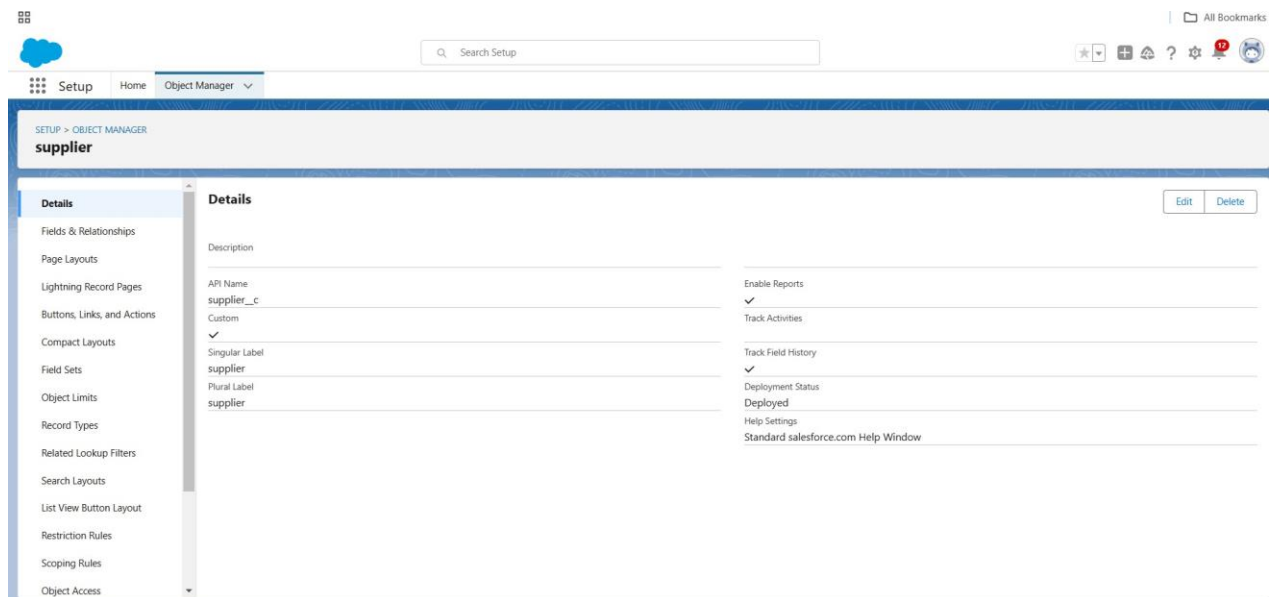 All Bookmarks
Search Setup
12
Setup
Home
Object Manager
SETUP > OBJECT MANAGER
supplier
Details
Fields & Relationships
Page Layouts
Lightning Record Pages
Buttons, Links, and Actions
Compact Layouts
Field Sets
Object Limits
Record Types
Related Lookup Filters
Search Layouts
List View Button Layout
Restriction Rules
Scoping Rules
Object Access
Details
Edit
Delete
Description
API Name
supplier__c
Custom
Singular Label
supplier
Plural Label
supplier
Enable Reports
Track Activities
Track Field History
Deployment Status
Deployed
Help Settings
Standard salesforce.com Help Window